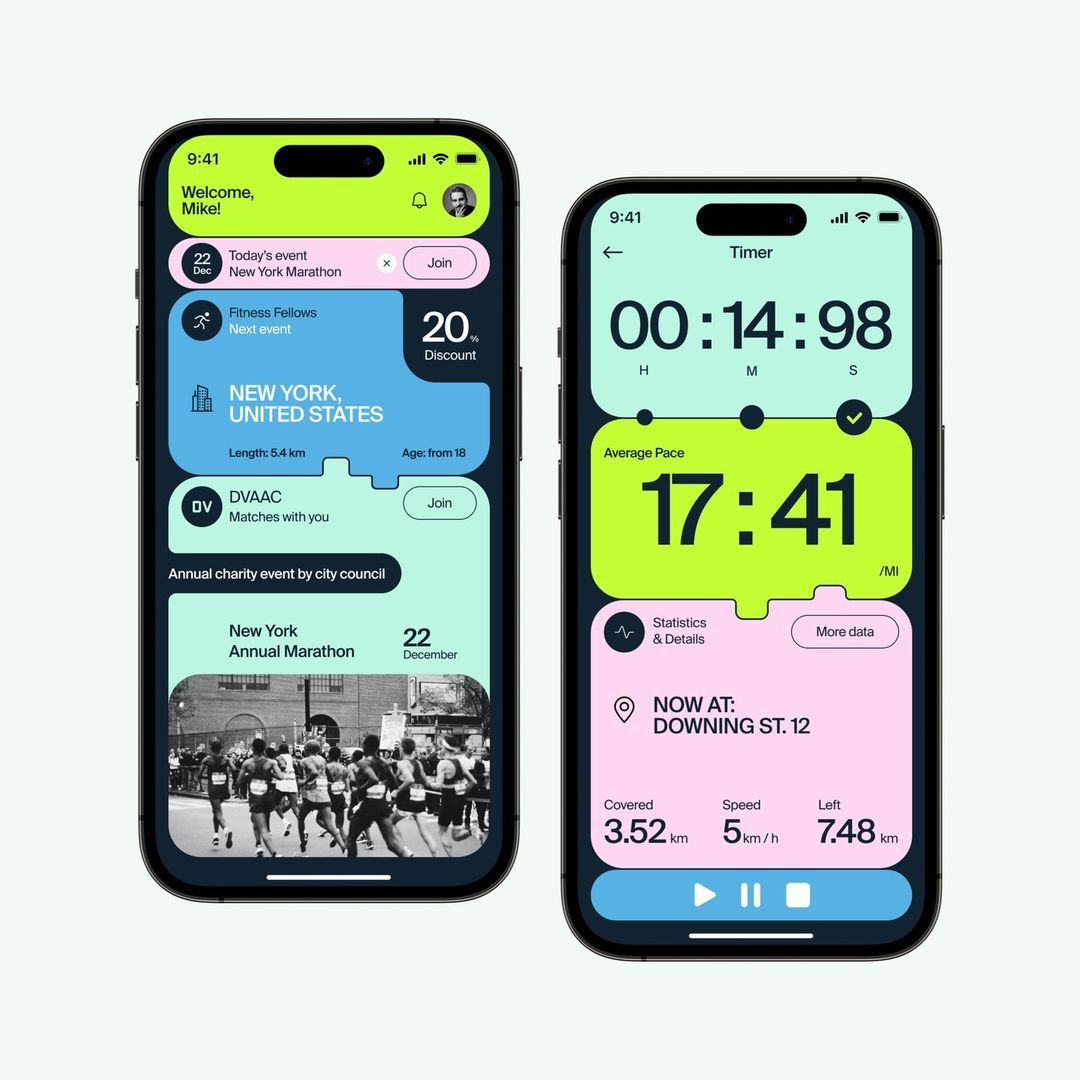 9:41
Welcome,
Mike!
22
Dec
Today's event
New York Marathon
Join
Fitness Fellows
Next event
20%
Discount
NEW YORK,
UNITED STATES
Length: 5.4 km
Age: from 18
DV
DVAAC
Matches with you
Join
Annual charity event by city council
New York
Annual Marathon
22
December
9:41
Timer
00:14:98
H
M
S
Average Pace
17:41
/MI
Statistics
& Details
More data
NOW AT:
DOWNING ST. 12
Covered
3.52 km
Speed
5 km / h
Left
7.48 km